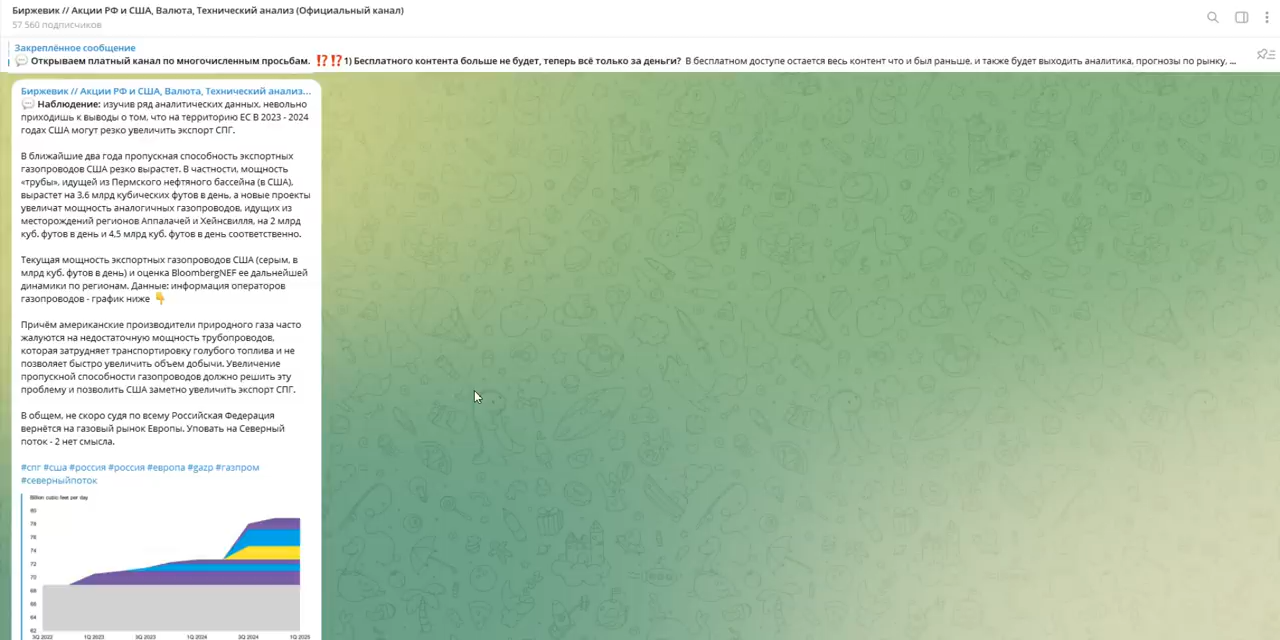 Биржевик // Акции РФ и США, Валюта, Технический анализ (Официальный канал)
57 560 подписчиков
Закреплённое сообщение
💬 Открываем платный канал по многочисленным просьбам. ⁉️⁉️1) Бесплатного контента больше не будет, теперь всё только за деньги? В бесплатном доступе остается весь контент что и был раньше, и также будет выходить аналитика, прогнозы по рынку, ...
Биржевик // Акции РФ и США, Валюта, Технический анализ...
💬 Наблюдение: изучив ряд аналитических данных, невольно
приходишь к выводы о том, что на территорию ЕС В 2023 - 2024
годах США могут резко увеличить экспорт СПГ.
В ближайшие два года пропускная способность экспортных
газопроводов США резко вырастет. В частности, мощность
«трубы», идущей из Пермского нефтяного бассейна (в США),
вырастет на 3,6 млрд кубических футов в день, а новые проекты
увеличат мощность аналогичных газопроводов, идущих из
месторождений регионов Аппалачей и Хейнсвилля, на 2 млрд
куб. футов в день и 4,5 млрд куб. футов в день соответственно.
Текущая мощность экспортных газопроводов США (серым, в
млрд куб. футов в день) и оценка BloombergNEF ее дальнейшей
динамики по регионам. Данные: информация операторов
газопроводов - график ниже 👇
Причём американские производители природного газа часто
жалуются на недостаточную мощность трубопроводов,
которая затрудняет транспортировку голубого топлива и не
позволяет быстро увеличить объем добычи. Увеличение
пропускной способности газопроводов должно решить эту
проблему и позволить США заметно увеличить экспорт СПГ.
В общем, не скоро судя по всему Российская Федерация
вернётся на газовый рынок Европы. Уповать на Северный
поток - 2 нет смысла.
#спг #сша #россия #россия #европа #gazp #газпром
#северныйпоток
Billion cubic feet per day
80
78
76
74
72
70
68
66
64
62
3Q 2022 1Q 2023 3Q 2023 1Q 2024 3Q 2024 1Q 2025